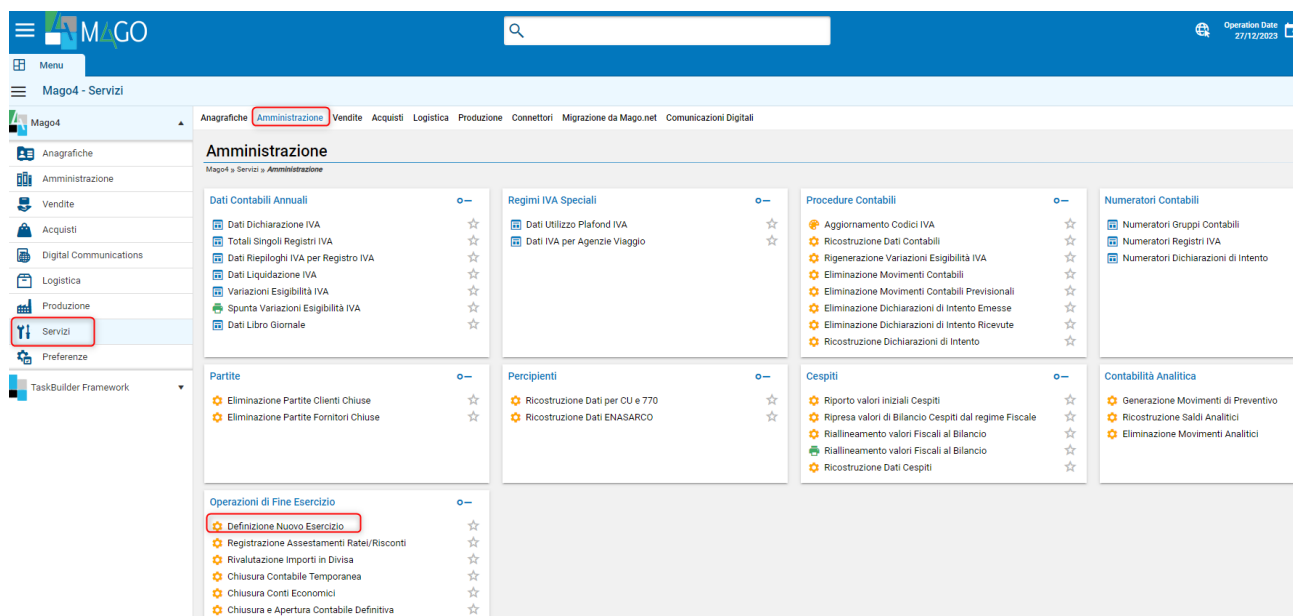 MAGO
Operation Date
27/12/2023
Menu
Mago4 - Servizi
Mago4
Anagrafiche
Amministrazione
Vendite
Acquisti
Digital Communications
Logistica
Produzione
Servizi
Preferenze
TaskBuilder Framework
Anagrafiche Amministrazione Vendite Acquisti Logistica Produzione Connettori Migrazione da Mago.net Comunicazioni Digitali
Amministrazione
Mago4 » Servizi » Amministrazione
Dati Contabili Annuali
Dati Dichiarazione IVA
Totali Singoli Registri IVA
Dati Riepiloghi IVA per Registro IVA
Dati Liquidazione IVA
Variazioni Esigibilità IVA
Spunta Variazioni Esigibilità IVA
Dati Libro Giornale
Regimi IVA Speciali
Dati Utilizzo Plafond IVA
Dati IVA per Agenzie Viaggio
Procedure Contabili
Aggiornamento Codici IVA
Ricostruzione Dati Contabili
Rigenerazione Variazioni Esigibilità IVA
Eliminazione Movimenti Contabili
Eliminazione Movimenti Contabili Previsionali
Eliminazione Dichiarazioni di Intento Emesse
Eliminazione Dichiarazioni di Intento Ricevute
Ricostruzione Dichiarazioni di Intento
Numeratori Contabili
Numeratori Gruppi Contabili
Numeratori Registri IVA
Numeratori Dichiarazioni di Intento
Partite
Eliminazione Partite Clienti Chiuse
Eliminazione Partite Fornitori Chiuse
Percipienti
Ricostruzione Dati per CU e 770
Ricostruzione Dati ENASARCO
Cespiti
Riporto valori iniziali Cespiti
Ripresa valori di Bilancio Cespiti dal regime Fiscale
Riallineamento valori Fiscali al Bilancio
Riallineamento valori Fiscali al Bilancio
Ricostruzione Dati Cespiti
Contabilità Analitica
Generazione Movimenti di Preventivo
Ricostruzione Saldi Analitici
Eliminazione Movimenti Analitici
Operazioni di Fine Esercizio
Definizione Nuovo Esercizio
Registrazione Assestamenti Ratei/Risconti
Rivalutazione Importi in Divisa
Chiusura Contabile Temporanea
Chiusura Conti Economici
Chiusura e Apertura Contabile Definitiva